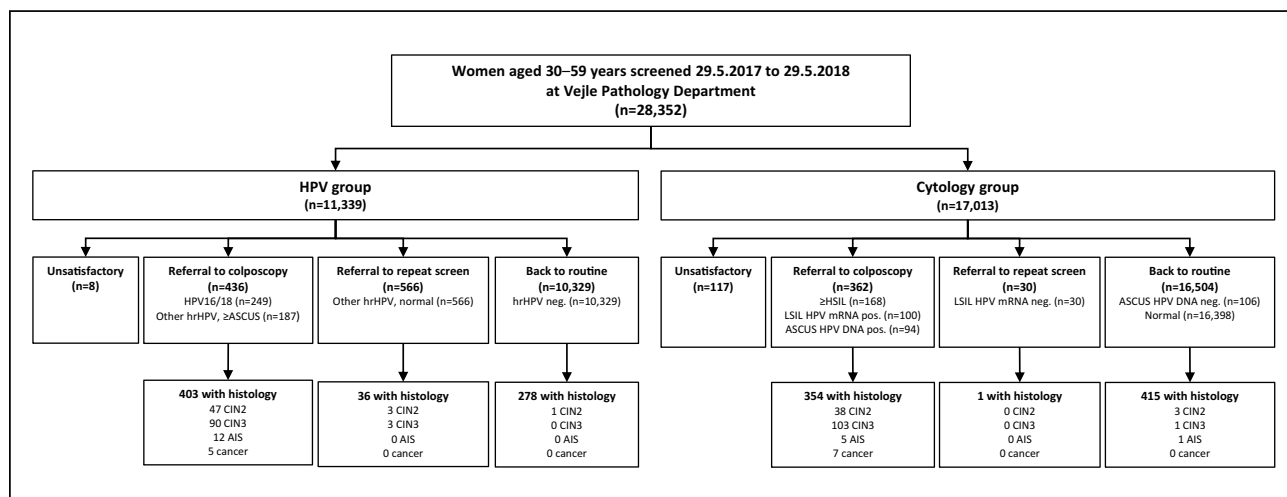 Women aged 30–59 years screened 29.5.2017 to 29.5.2018
at Vejle Pathology Department
(n=28,352)
HPV group
(n=11,339)
Cytology group
(n=17,013)
Unsatisfactory
(n=8)
Referral to colposcopy
(n=436)
HPV16/18 (n=249)
Other hrHPV, ≥ASCUS (n=187)
Referral to repeat screen
(n=566)
Other hrHPV, normal (n=566)
Back to routine
(n=10,329)
hrHPV neg. (n=10,329)
Unsatisfactory
(n=117)
Referral to colposcopy
(n=362)
≥HSIL (n=168)
LSIL HPV mRNA pos. (n=100)
ASCUS HPV DNA pos. (n=94)
Referral to repeat screen
(n=30)
LSIL HPV mRNA neg. (n=30)
Back to routine
(n=16,504)
ASCUS HPV DNA neg. (n=106)
Normal (n=16,398)
403 with histology
47 CIN2
90 CIN3
12 AIS
5 cancer
36 with histology
3 CIN2
3 CIN3
0 AIS
0 cancer
278 with histology
1 CIN2
0 CIN3
0 AIS
0 cancer
354 with histology
38 CIN2
103 CIN3
5 AIS
7 cancer
1 with histology
0 CIN2
0 CIN3
0 AIS
0 cancer
415 with histology
3 CIN2
1 CIN3
1 AIS
0 cancer